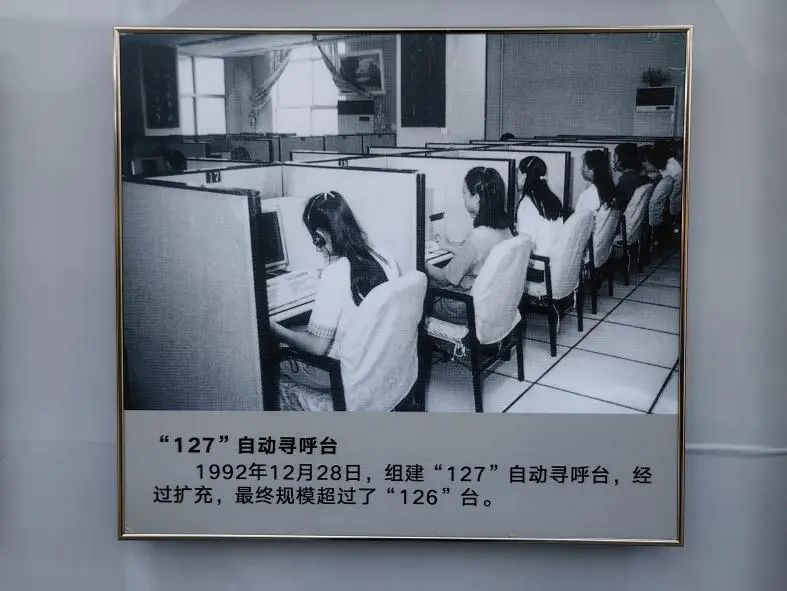 17
“127”自动寻呼台
1992年12月28日，组建“127”自动寻呼台，经
过扩充，最终规模超过了“126”台。